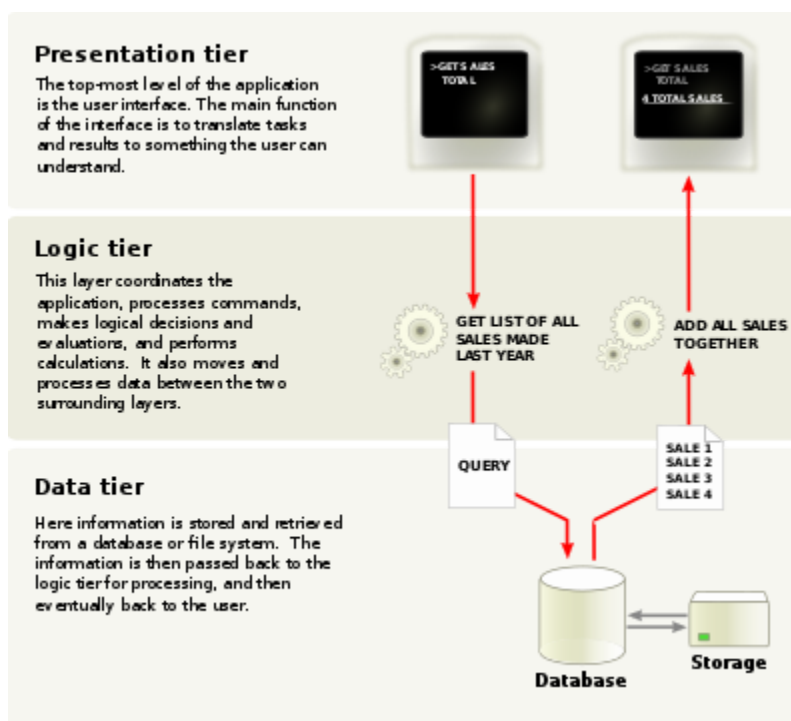 Presentation tier
The top-most level of the application
is the user interface. The main function
of the interface is to translate tasks
and results to something the user can
understand.
>GET SALES
TOTAL
>GET SALES
TOTAL
4 TOTAL SALES
Logic tier
This layer coordinates the
application, processes commands,
makes logical decisions and
evaluations, and performs
calculations. It also moves and
processes data between the two
surrounding layers.
GET LIST OF ALL
SALES MADE
LAST YEAR
ADD ALL SALES
TOGETHER
QUERY
SALE 1
SALE 2
SALE 3
SALE 4
Data tier
Here information is stored and retrieved
from a database or file system. The
information is then passed back to the
logic tier for processing, and then
eventually back to the user.
Database
Storage